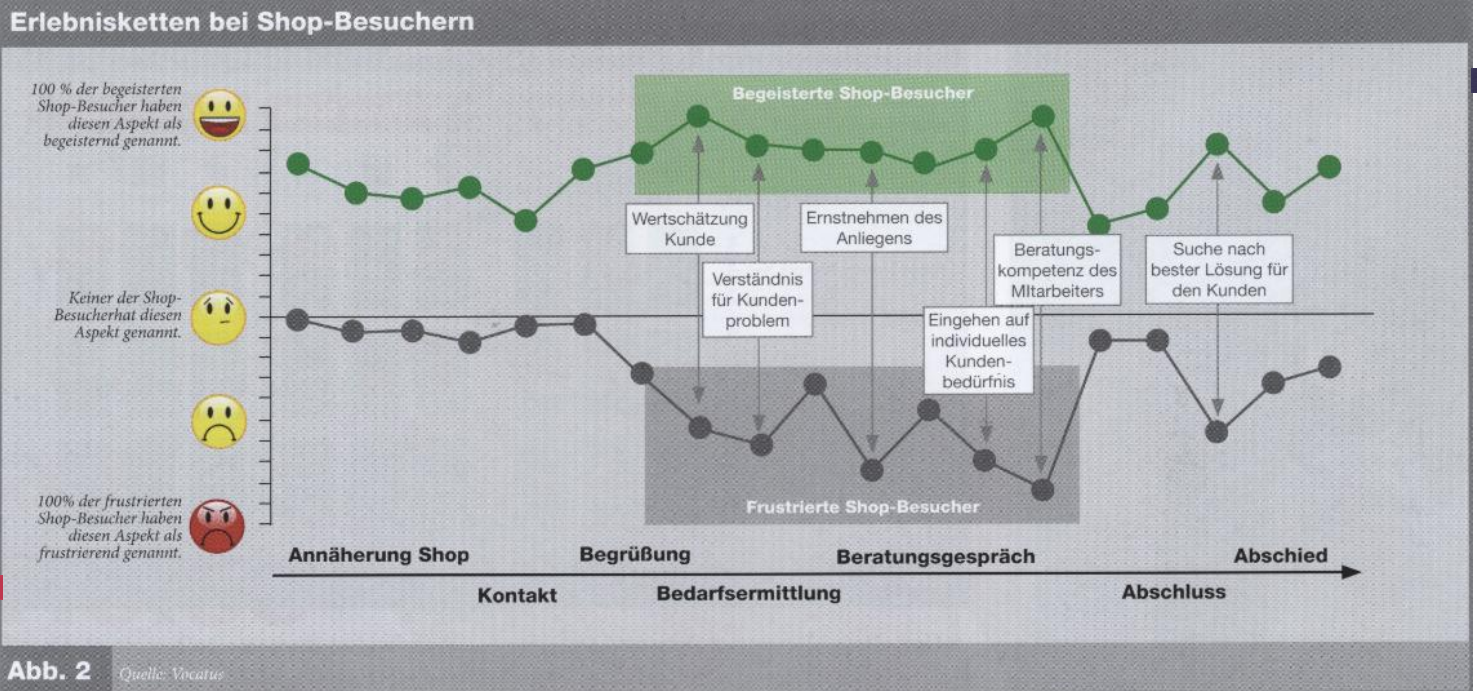 Erlebnisketten bei Shop-Besuchern
100 % der begeisterten
Shop-Besucher haben
diesen Aspekt als
begeisternd genannt.
Keiner der Shop-
Besucherhat diesen
Aspekt genannt.
100% der frustrierten
Shop-Besucher haben
diesen Aspekt als
frustrierend genannt.
Begeisterte Shop-Besucher
Wertschätzung
Kunde
Verständnis
für Kunden-
problem
Ernstnehmen des
Anliegens
Eingehen auf
individuelles
Kunden-
bedürfnis
Beratungs-
kompetenz des
MItarbeiters
Suche nach
bester Lösung für
den Kunden
Frustrierte Shop-Besucher
Annäherung Shop
Kontakt
Begrüßung
Bedarfsermittlung
Beratungsgespräch
Abschluss
Abschied
Abb. 2
Quelle: Vocatus